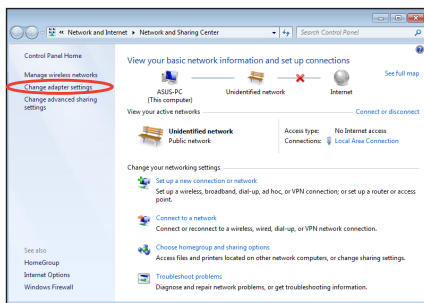 « Network and Internet ▸ Network and Sharing Center
Search Control Panel
Control Panel Home
Manage wireless networks
Change adapter settings
Change advanced sharing
settings
See also
HomeGroup
Internet Options
Windows Firewall
View your basic network information and set up connections
See full map
ASUS-PC
(This computer)
Unidentified network
Internet
View your active networks
Connect or disconnect
Unidentified network
Public network
Access type: No Internet access
Connections: Local Area Connection
Change your networking settings
Set up a new connection or network
Set up a wireless, broadband, dial-up, ad hoc, or VPN connection; or set up a router or access
point.
Connect to a network
Connect or reconnect to a wireless, wired, dial-up, or VPN network connection.
Choose homegroup and sharing options
Access files and printers located on other network computers, or change sharing settings.
Troubleshoot problems
Diagnose and repair network problems, or get troubleshooting information.